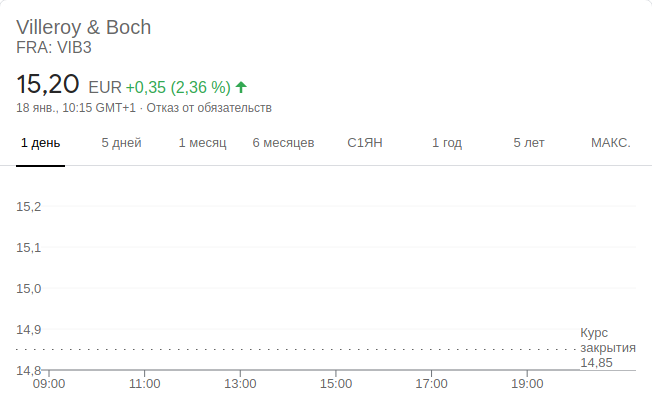 Villeroy & Boch
FRA: VIB3
15,20 EUR +0,35 (2,36 %)
18 янв., 10:15 GMT+1 · Отказ от обязательств
1 день 5 дней 1 месяц 6 месяцев С1ЯН 1 год 5 лет МАКС.
15,2
15,1
15,0
14,9
Курс
закрытия
14,85
14,8
09:00 11:00 13:00 15:00 17:00 19:00